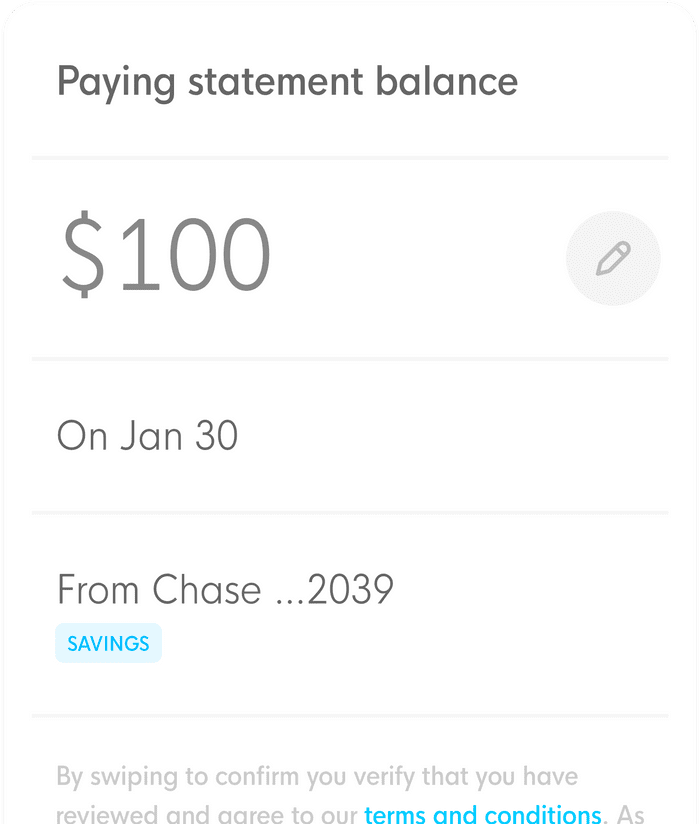 Paying statement balance
$100
On Jan 30
From Chase ...2039
SAVINGS
By swiping to confirm you verify that you have
reviewed and agree to our terms and conditions. As